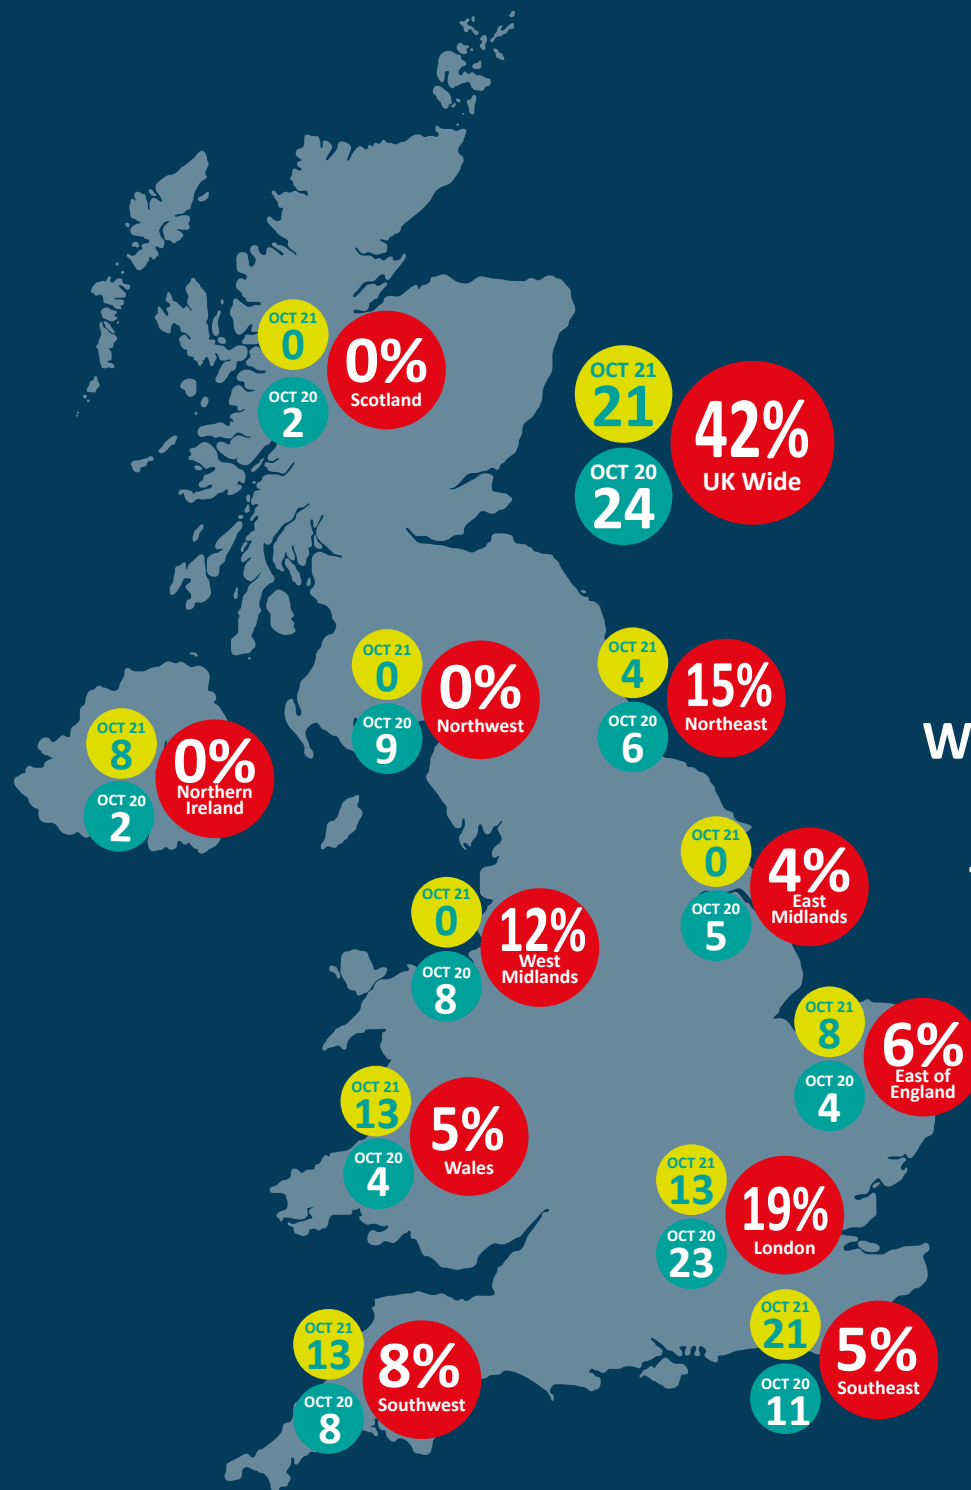 OCT 21
0
OCT 20
2
0%
Scotland
OCT 21
21
OCT 20
24
42%
UK Wide
OCT 21
0
OCT 20
9
0%
Northwest
OCT 21
4
OCT 20
6
15%
Northeast
W
OCT 21
8
OCT 20
2
0%
Northern
Ireland
OCT 21
0
OCT 20
5
4%
East
Midlands
OCT 21
0
OCT 20
8
12%
West
Midlands
OCT 21
8
OCT 20
4
6%
East of
England
OCT 21
13
OCT 20
4
5%
Wales
OCT 21
13
OCT 20
23
19%
London
OCT 21
13
OCT 20
8
8%
Southwest
OCT 21
21
OCT 20
11
5%
Southeast